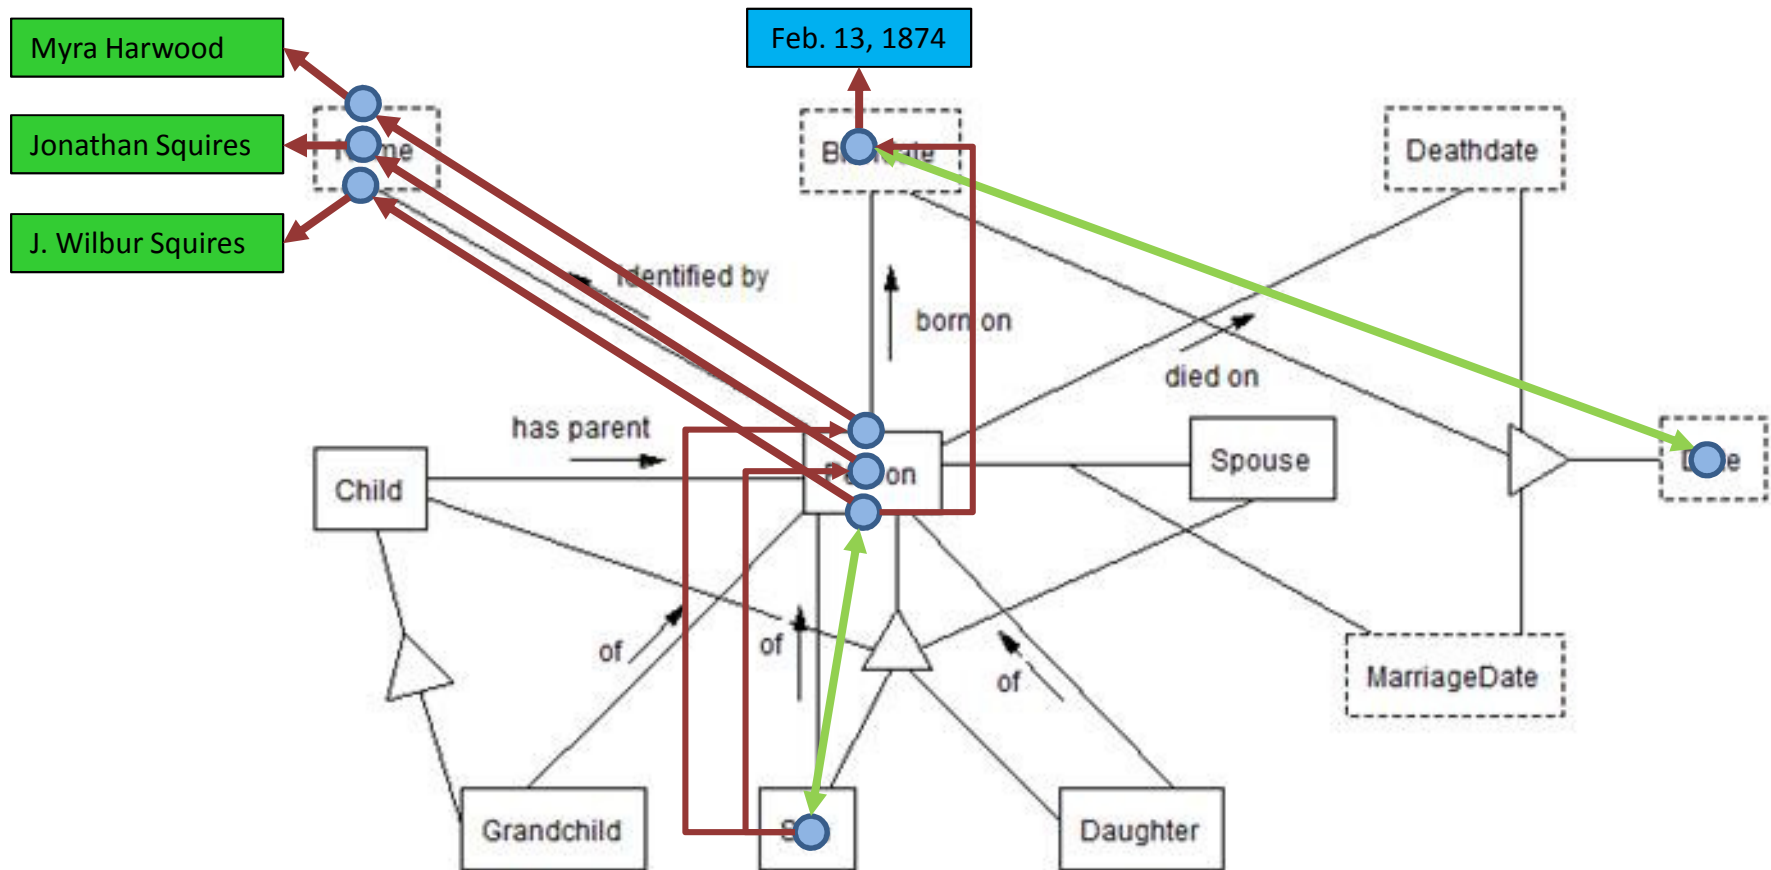 Myra Harwood
Feb. 13, 1874
Jonathan Squires
Deathdate
J. Wilbur Squires
identified by
born on
died on
has parent
Spouse
Child
of
of
of
MarriageDate
Grandchild
Daughter